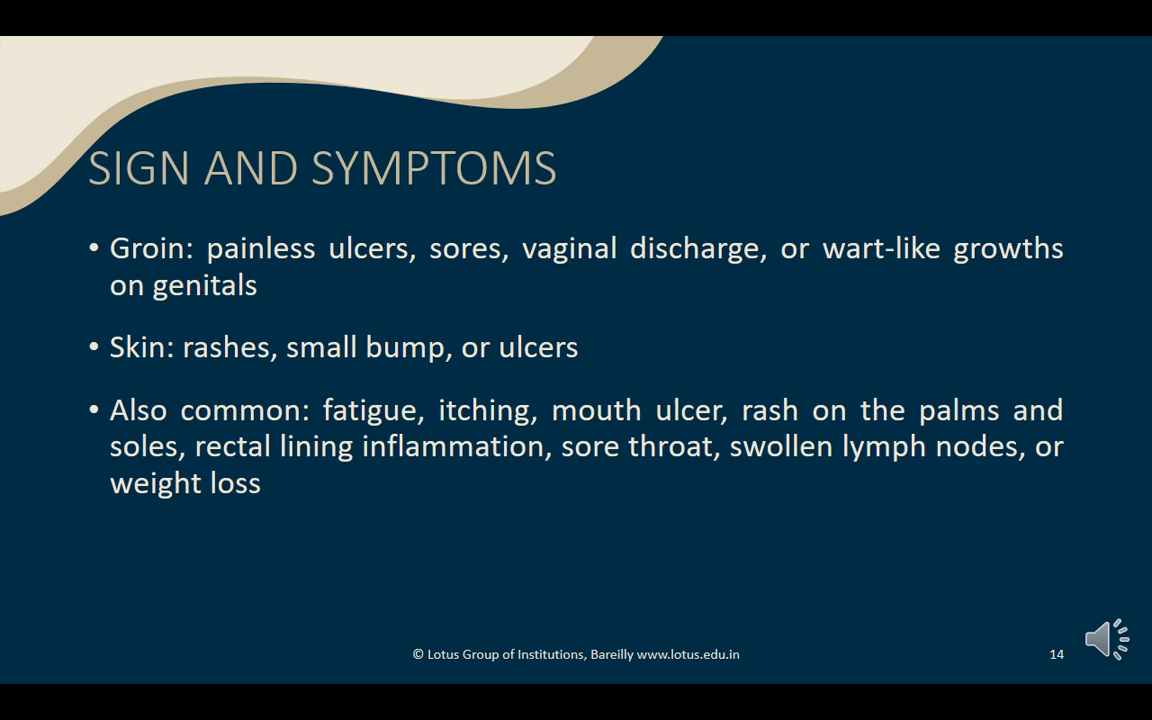 SIGN AND SYMPTOMS
• Groin: painless ulcers, sores, vaginal discharge, or wart-like growths
on genitals
• Skin: rashes, small bump, or ulcers
• Also common: fatigue, itching, mouth ulcer, rash on the palms and
soles, rectal lining inflammation, sore throat, swollen lymph nodes, or
weight loss
© Lotus Group of Institutions, Bareilly www.lotus.edu.in
14